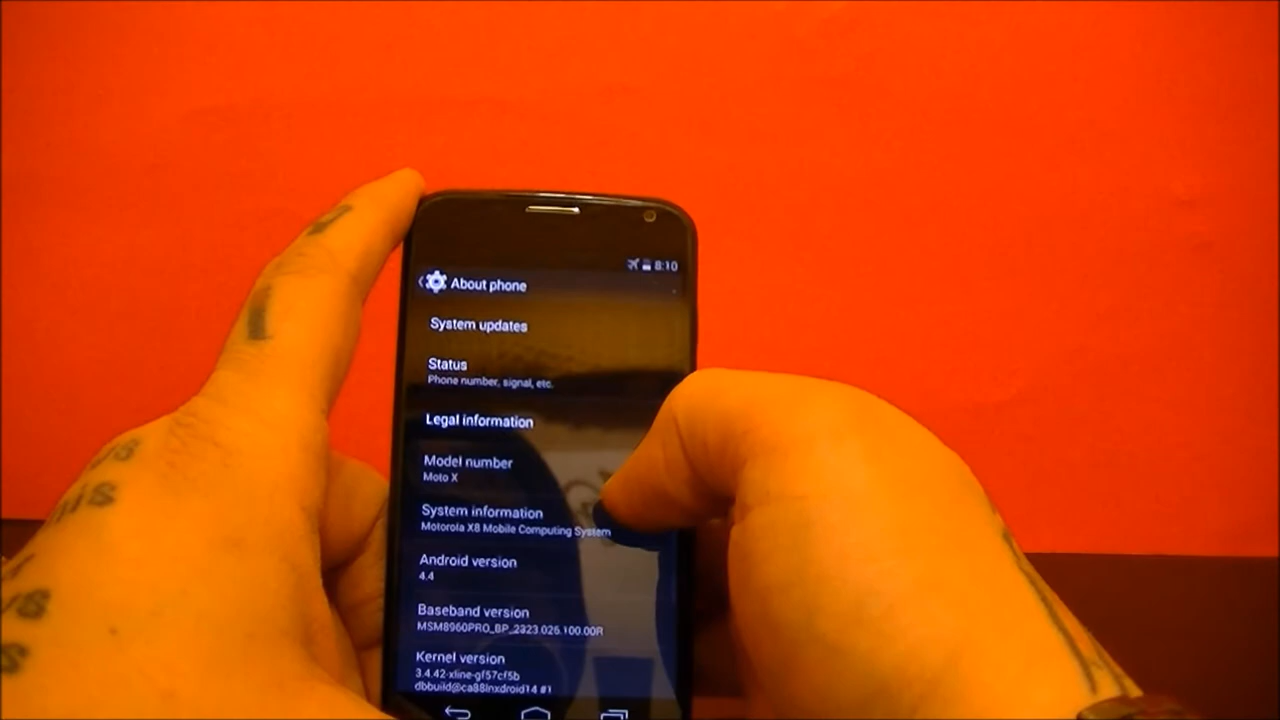 8:10
About phone
System updates
Status
Phone number, signal, etc.
Legal information
Model number
Moto X
System information
Motorola X8 Mobile Computing System
Android version
4.4
Baseband version
MSM8960PRO_BP_2323.026.100.00R
Kernel version
3.4.42-xline-gf57cf5b
dbbuild@ca88lnxdroid14 #1